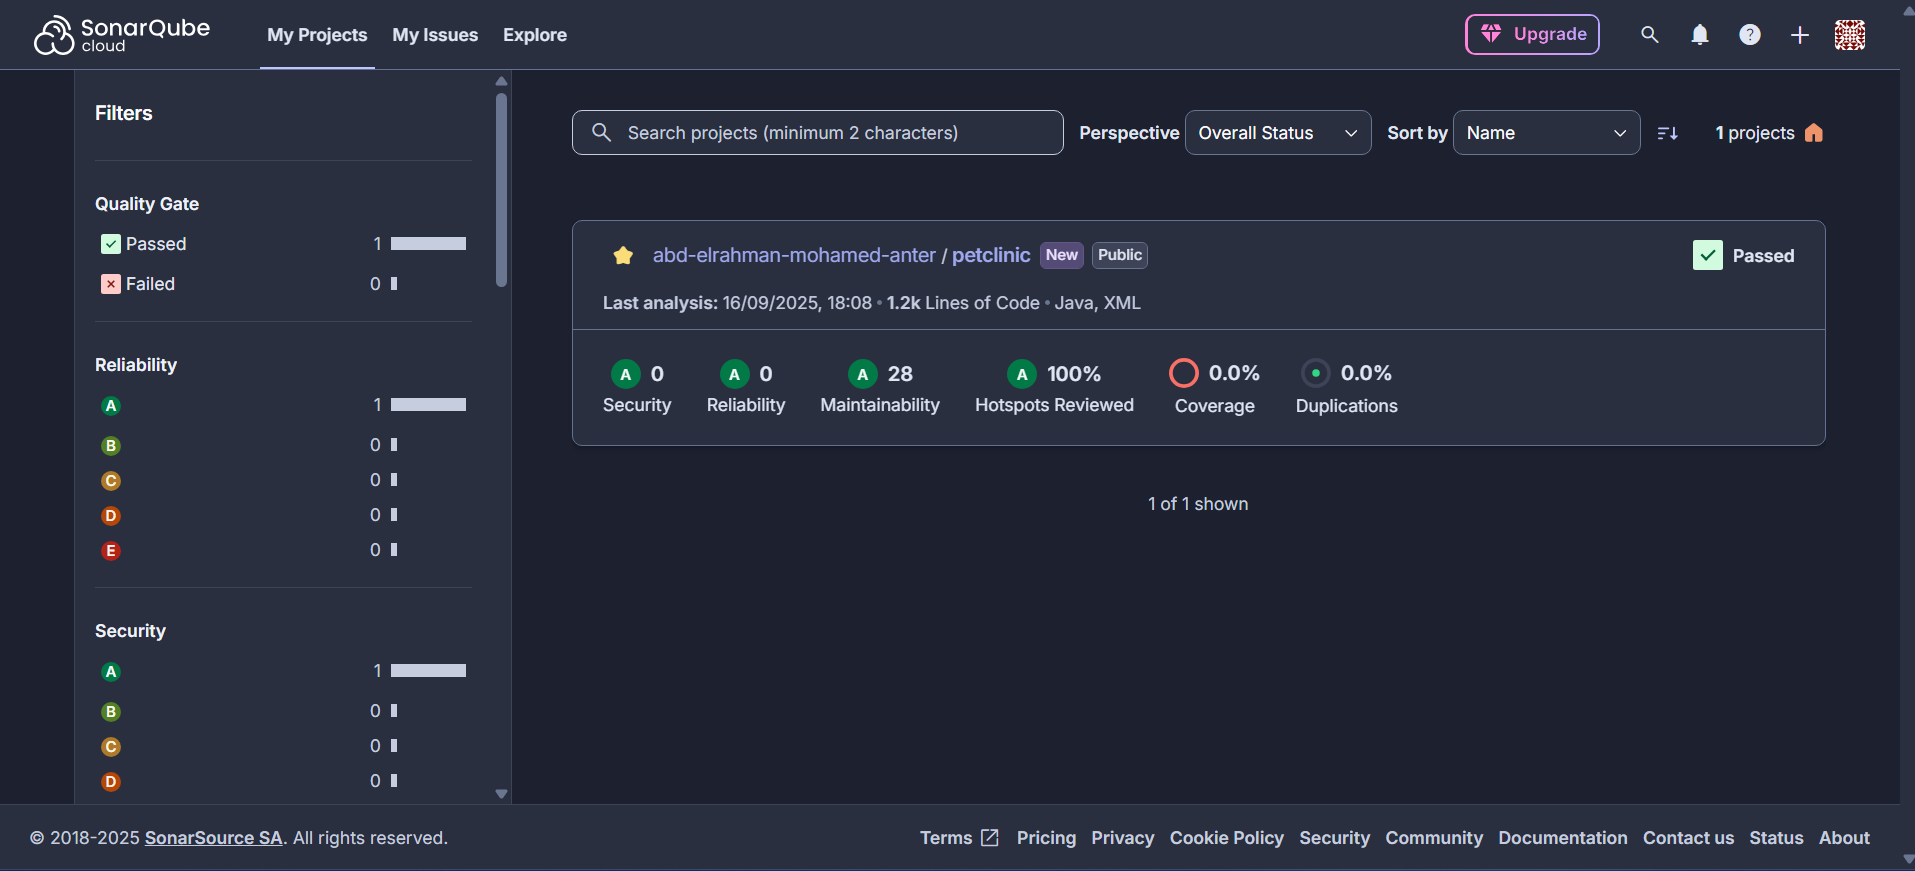 SonarQube cloud
My Projects My Issues Explore
Upgrade
Filters
Quality Gate
Passed 1
Failed 0
Reliability
A 1
B 0
C 0
D 0
E 0
Security
A 1
B 0
C 0
D 0
Search projects (minimum 2 characters) Perspective Overall Status Sort by Name 1 projects
abd-elrahman-mohamed-anter / petclinic New Public Passed
Last analysis: 16/09/2025, 18:08 • 1.2k Lines of Code • Java, XML
A 0 A 0 A 28 A 100% 0.0% 0.0%
Security Reliability Maintainability Hotspots Reviewed Coverage Duplications
1 of 1 shown
© 2018-2025 SonarSource SA. All rights reserved. Terms Pricing Privacy Cookie Policy Security Community Documentation Contact us Status About